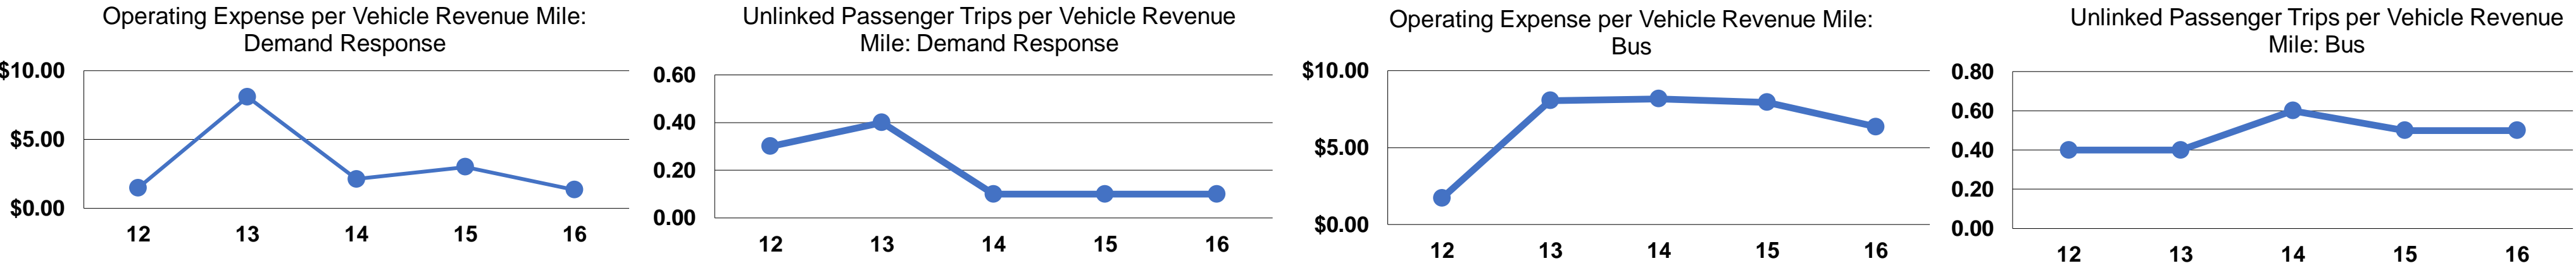 Operating Expense per Vehicle Revenue Mile:
Demand Response
$10.00
$5.00
$0.00
12 13 14 15 16
Unlinked Passenger Trips per Vehicle Revenue
Mile: Demand Response
0.60
0.40
0.20
0.00
12 13 14 15 16
Operating Expense per Vehicle Revenue Mile:
Bus
$10.00
$5.00
$0.00
12 13 14 15 16
Unlinked Passenger Trips per Vehicle Revenue
Mile: Bus
0.80
0.60
0.40
0.20
0.00
12 13 14 15 16